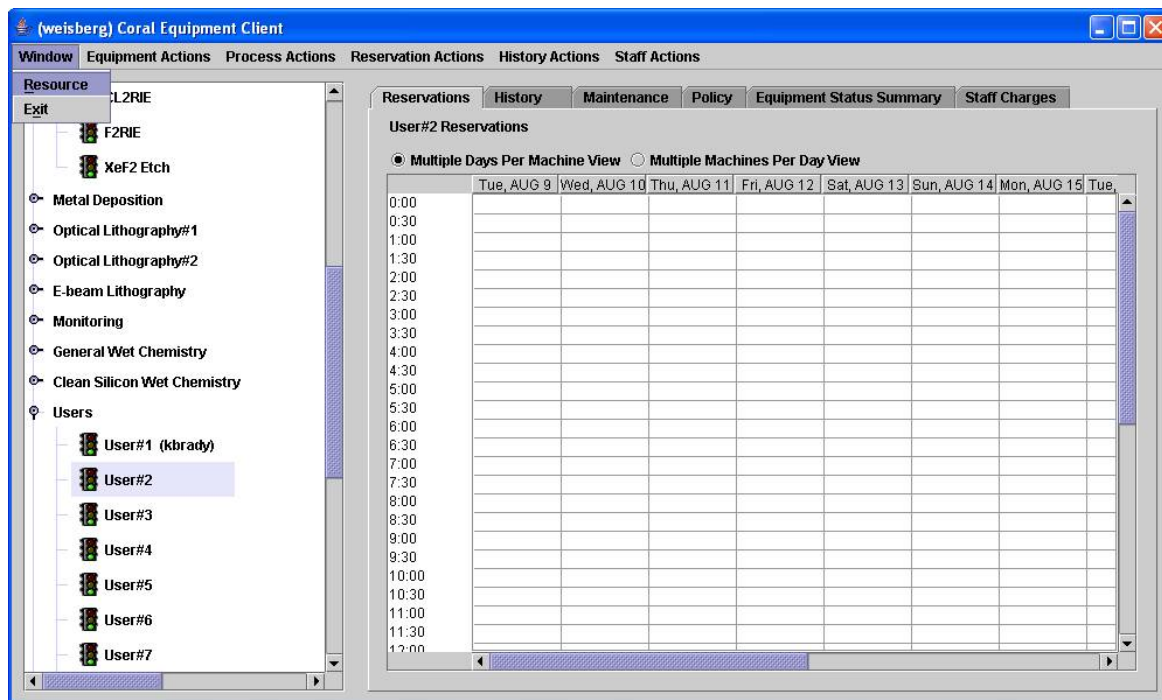 (weisberg) Coral Equipment Client
Window Equipment Actions Process Actions Reservation Actions History Actions Staff Actions
Resource
Exit
L2RIE
F2RIE
XeF2 Etch
Metal Deposition
Optical Lithography#1
Optical Lithography#2
E-beam Lithography
Monitoring
General Wet Chemistry
Clean Silicon Wet Chemistry
Users
User#1 (kbrady)
User#2
User#3
User#4
User#5
User#6
User#7
Reservations History Maintenance Policy Equipment Status Summary Staff Charges
User#2 Reservations
Multiple Days Per Machine View Multiple Machines Per Day View
Tue, AUG 9 Wed, AUG 10 Thu, AUG 11 Fri, AUG 12 Sat, AUG 13 Sun, AUG 14 Mon, AUG 15 Tue,
0:00
0:30
1:00
1:30
2:00
2:30
3:00
3:30
4:00
4:30
5:00
5:30
6:00
6:30
7:00
7:30
8:00
8:30
9:00
9:30
10:00
10:30
11:00
11:30
12:00